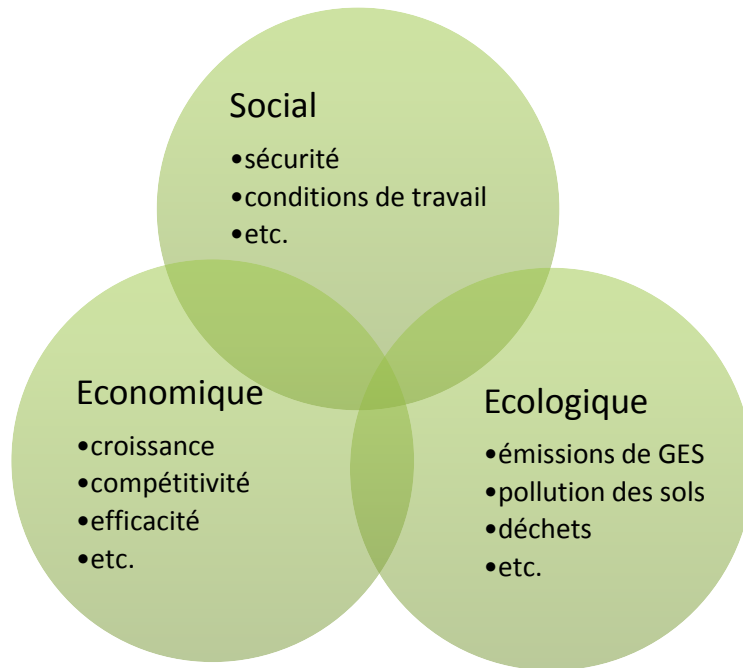 Social
•sécurité
•conditions de travail
•etc.
Economique
•croissance
•compétitivité
•efficacité
•etc.
Ecologique
•émissions de GES
•pollution des sols
•déchets
•etc.